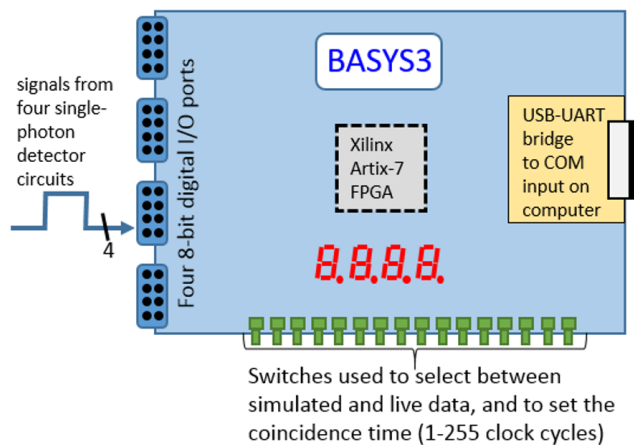 BASYS3
signals from
four single-
photon
detector
circuits
4
Four 8-bit digital I/O ports
Xilinx
Artix-7
FPGA
USB-UART
bridge
to COM
input on
computer
8.8.8.8.
Switches used to select between
simulated and live data, and to set the
coincidence time (1-255 clock cycles)